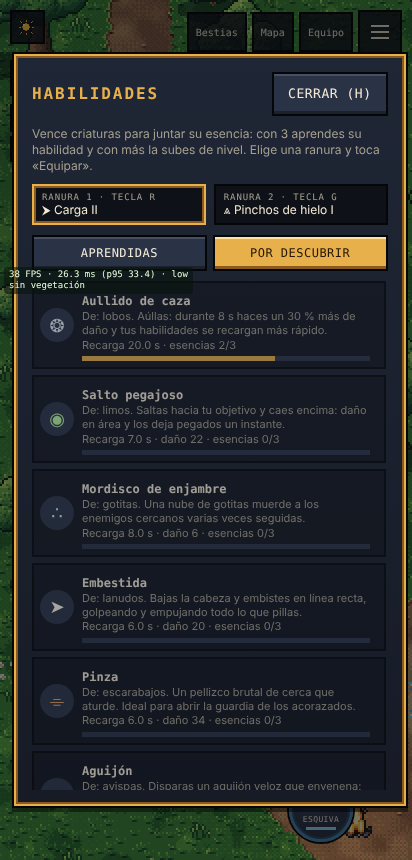 Bestias Mapa Equipo
HABILIDADES
CERRAR (H)
Vence criaturas para juntar su esencia: con 3 aprendes su
habilidad y con más la subes de nivel. Elige una ranura y toca
«Equipar».
RANURA 1 · TECLA R
Carga II
RANURA 2 · TECLA G
Pinchos de hielo I
APRENDIDAS
POR DESCUBRIR
38 FPS · 26.3 ms (p95 33.4) · low
sin vegetación
Aullido de caza
De: lobos. Aúllas: durante 8 s haces un 30 % más de
daño y tus habilidades se recargan más rápido.
Recarga 20.0 s · esencias 2/3
Salto pegajoso
De: limos. Saltas hacia tu objetivo y caes encima: daño
en área y los deja pegados un instante.
Recarga 7.0 s · daño 22 · esencias 0/3
Mordisco de enjambre
De: gotitas. Una nube de gotitas muerde a los
enemigos cercanos varias veces seguidas.
Recarga 8.0 s · daño 6 · esencias 0/3
Embestida
De: lanudos. Bajas la cabeza y embistes en línea recta,
golpeando y empujando todo lo que pillas.
Recarga 6.0 s · daño 20 · esencias 0/3
Pinza
De: escarabajos. Un pellizco brutal de cerca que
aturde. Ideal para abrir la guardia de los acorazados.
Recarga 6.0 s · daño 34 · esencias 0/3
Aguijón
De: avispas. Disparas un aguijón veloz que envenena:
ESQUIVA